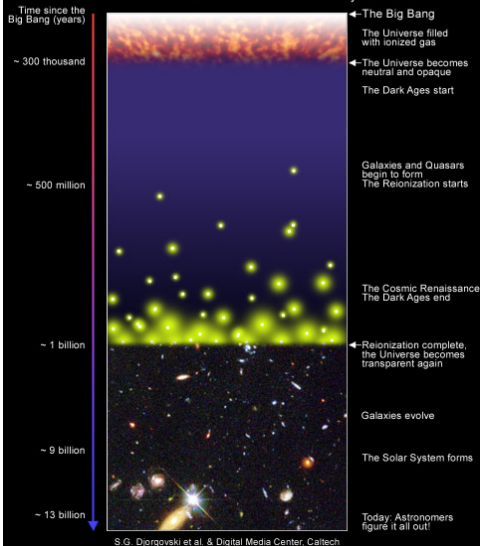 Time since the
Big Bang (years)
The Big Bang
The Universe filled
with ionized gas
~ 300 thousand
The Universe becomes
neutral and opaque
The Dark Ages start
Galaxies and Quasars
begin to form
The Reionization starts
~ 500 million
The Cosmic Renaissance
The Dark Ages end
~ 1 billion
Reionization complete,
the Universe becomes
transparent again
Galaxies evolve
~ 9 billion
The Solar System forms
~ 13 billion
Today: Astronomers
figure it all out!
S.G. Djorgovski et al. & Digital Media Center, Caltech